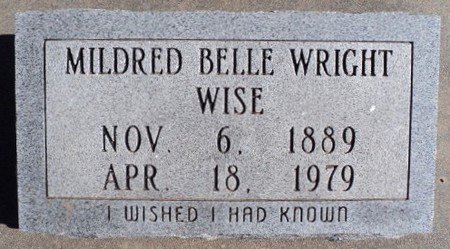 MILDRED BELLE WRIGHT
WISE
NOV. 6, 1889
APR. 18, 1979
I WISHED I HAD KNOWN